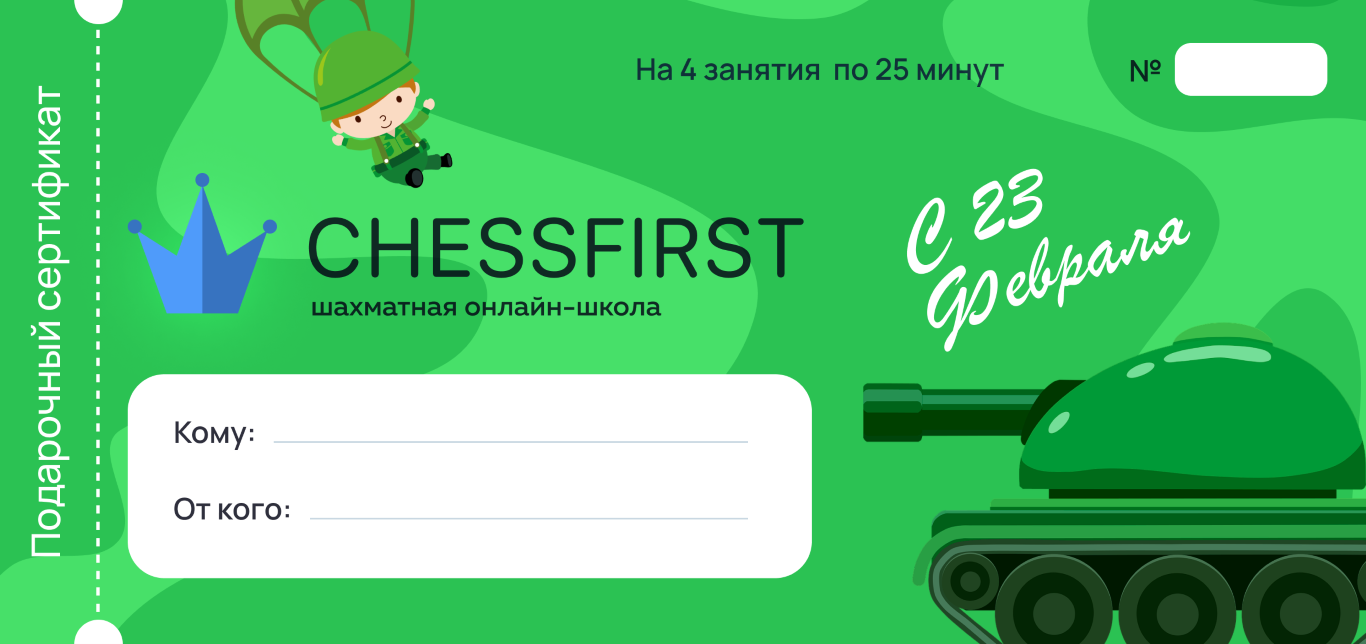 Подарочный сертификат
На 4 занятия по 25 минут
№
С 23
Февраля
CHESSFIRST
шахматная онлайн-школа
Кому:
От кого: